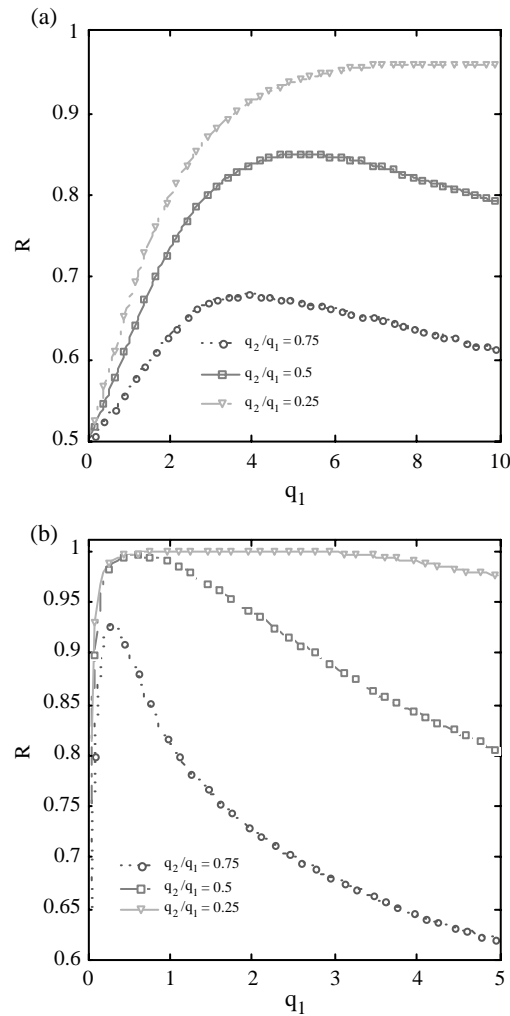 (a)
1
0.9
0.8
R
0.7
0.6
0.5
q2/q1 = 0.75
q2/q1 = 0.5
q2/q1 = 0.25
0 2 4 6 8 10
q1
(b)
1
0.95
0.9
0.85
R
0.8
0.75
0.7
0.65
0.6
q2/q1 = 0.75
q2/q1 = 0.5
q2/q1 = 0.25
0 1 2 3 4 5
q1